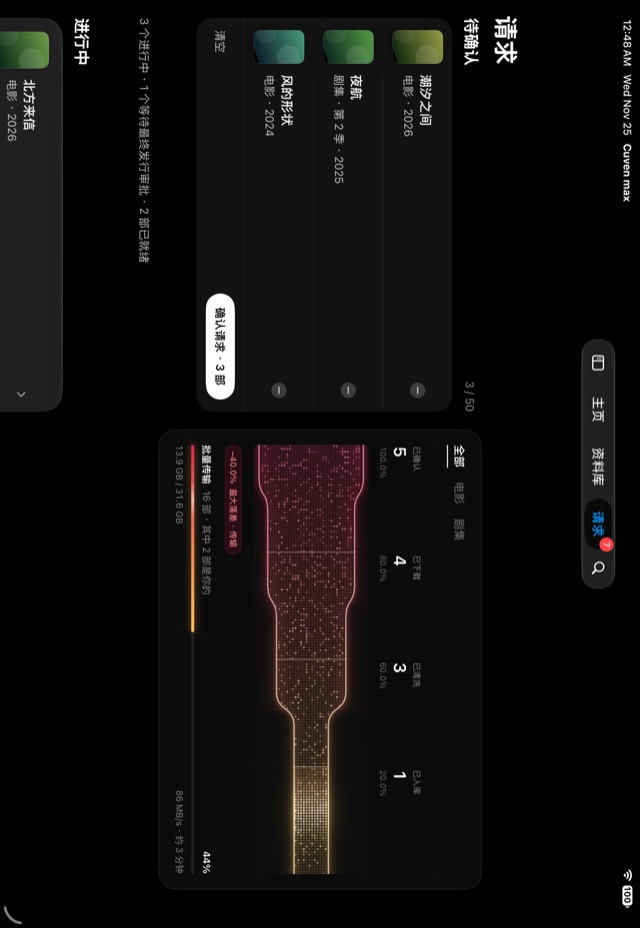 12:48 AM Wed Nov 25 Cuven max
100
主页 资料库 请求 7
请求
待确认 3 / 50
潮汐之间
电影 · 2026
夜航
剧集 · 第 2 季 · 2025
风的形状
电影 · 2024
清空 确认请求 · 3 部
3 个进行中 · 1 个等待最终发行审批 · 2 部已就绪
进行中
北方来信
电影 · 2026
全部 电影 剧集
已确认 已下载 已清洗 已入库
5 4 3 1
100.0% 80.0% 60.0% 20.0%
−40.0% 最大落差 · 传输
批量传输 16 部 · 其中 2 部是你的 44%
13.9 GB / 31.6 GB 86 MB/s · 约 3 分钟